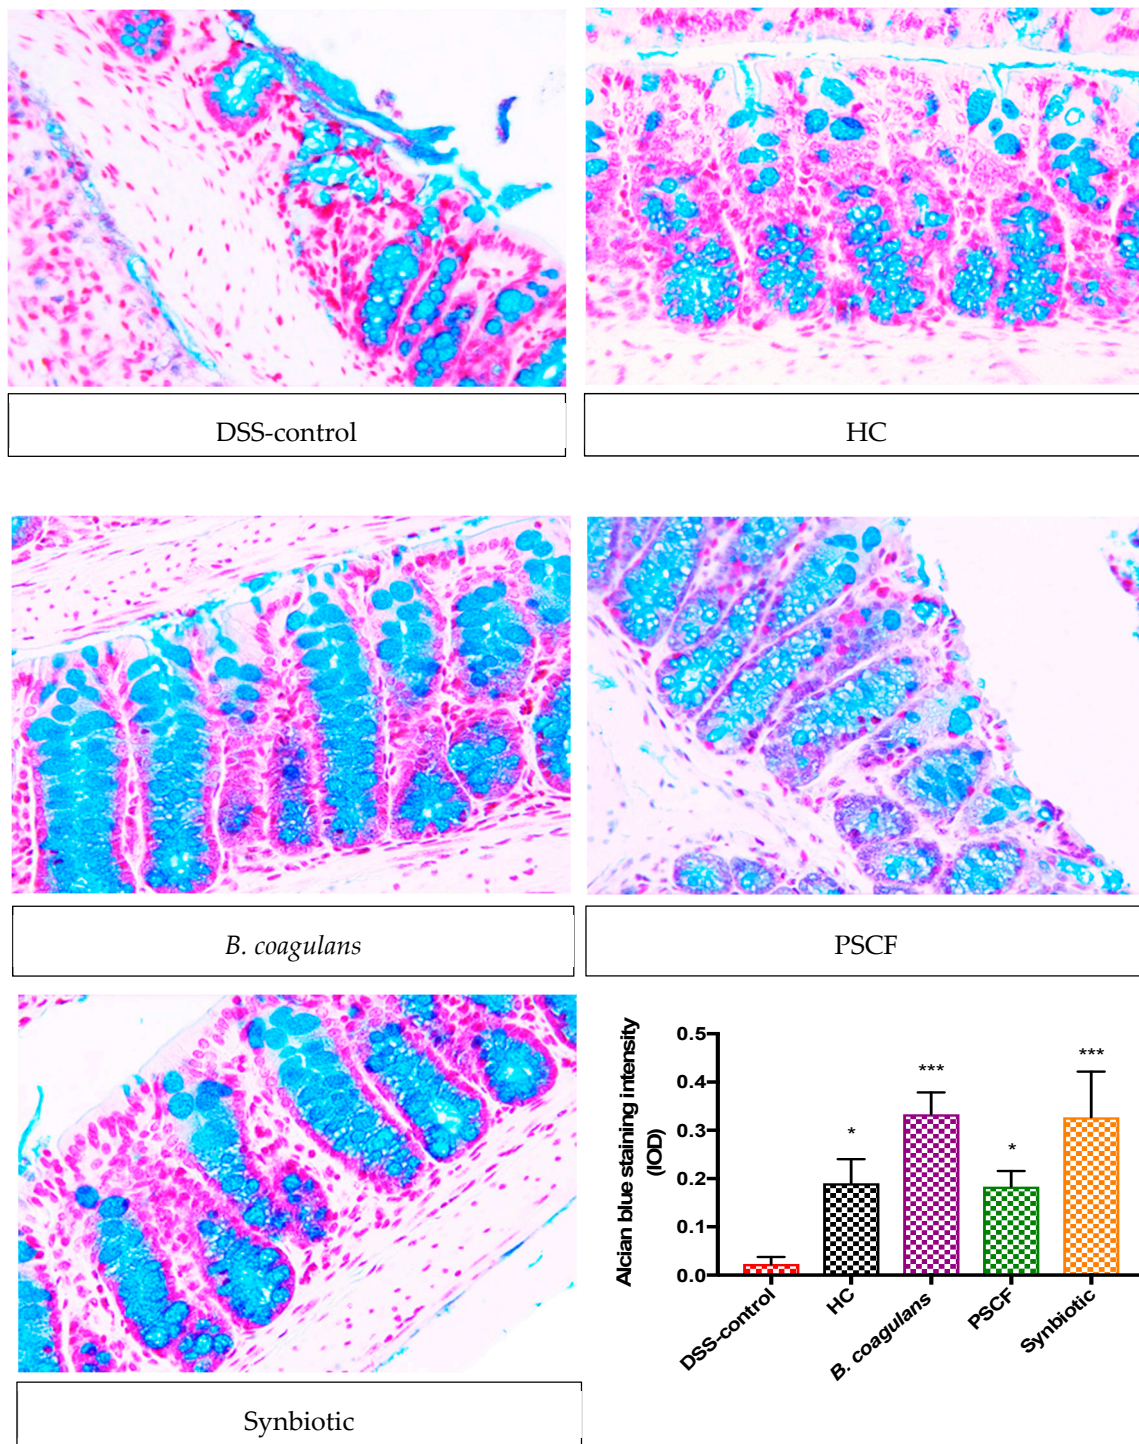 DSS-control
HC
B. coagulans
PSCF
Synbiotic
Alcian blue staining intensity
(IOD)
0.5
0.4
0.3
0.2
0.1
0.0
*
***
*
***
DSS-control
HC
B. coagulans
PSCF
Synbiotic